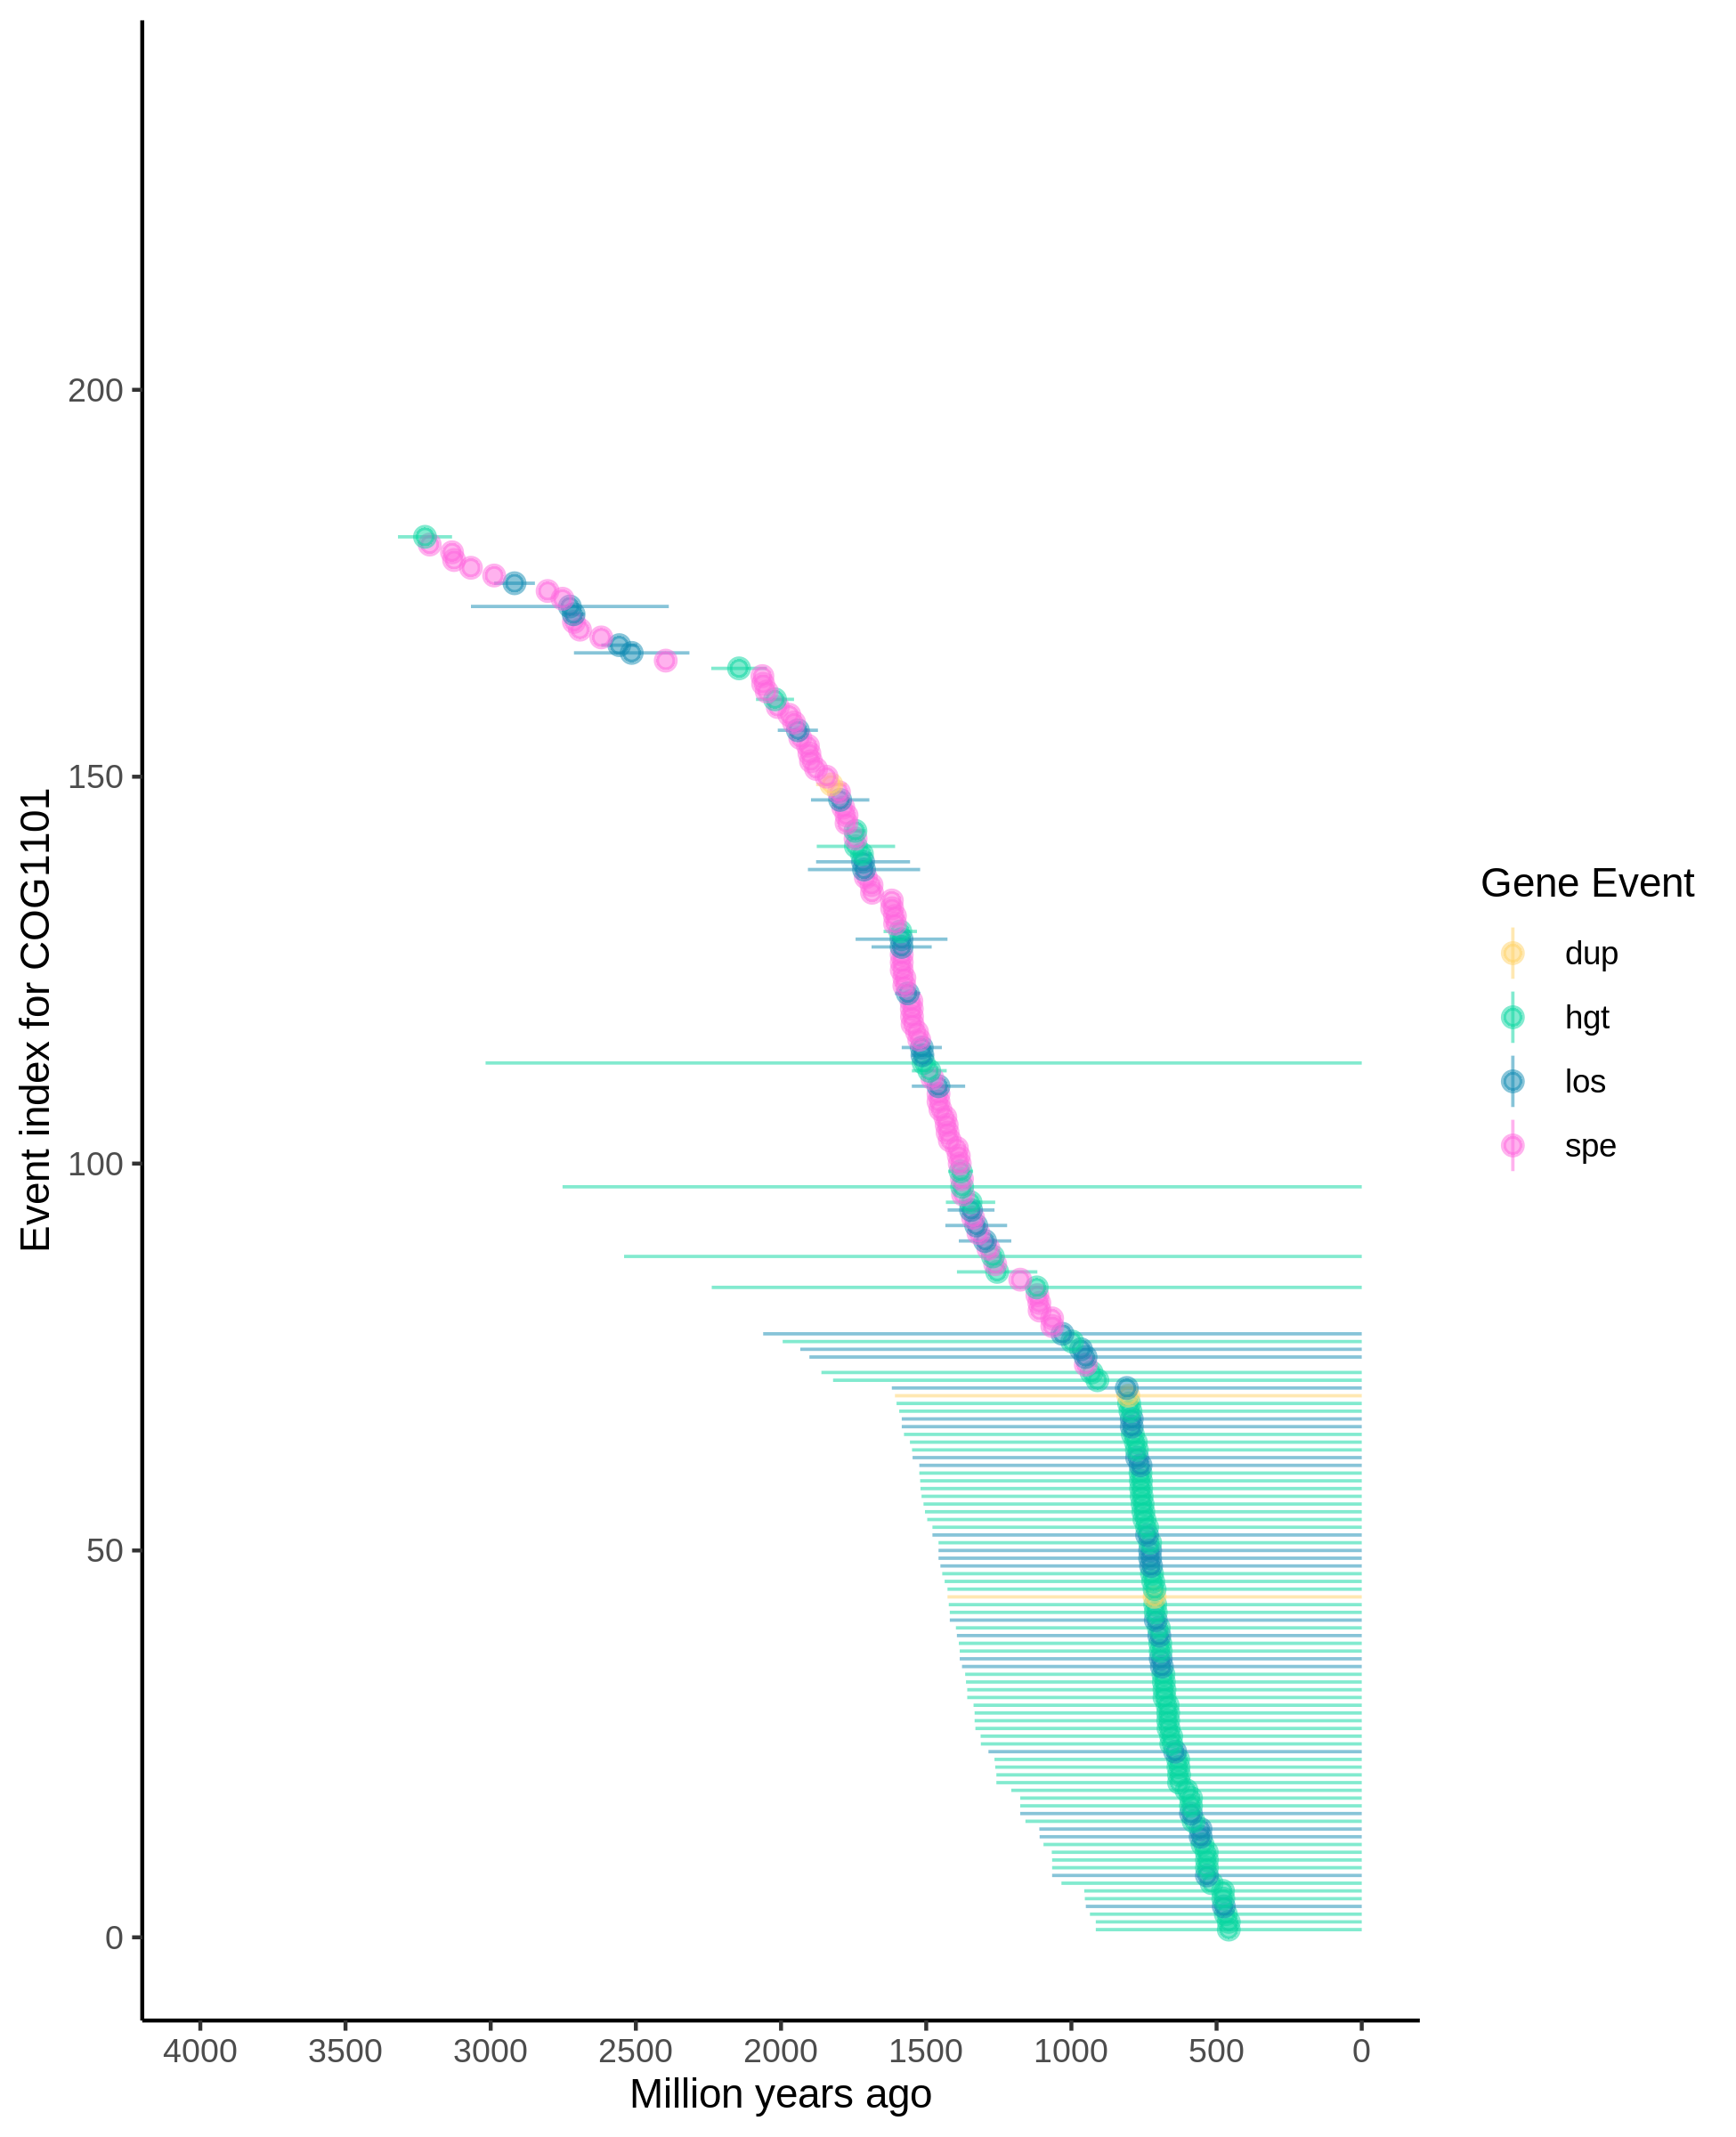 Event index for COG1101
200
150
100
50
0
4000 3500 3000 2500 2000 1500 1000 500 0
Million years ago
Gene Event
dup
hgt
los
spe